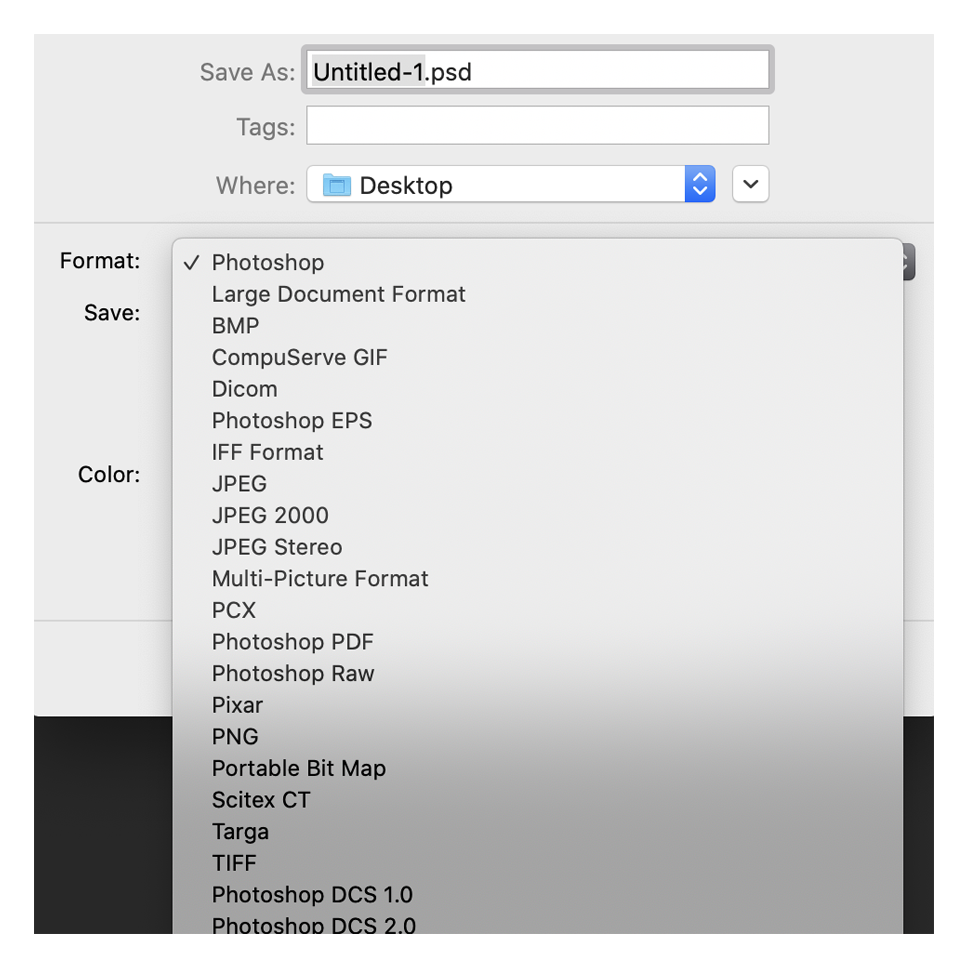 Save As: Untitled-1.psd
Tags:
Where: Desktop
Format: Photoshop
Large Document Format
Save:
BMP
CompuServe GIF
Dicom
Photoshop EPS
IFF Format
Color:
JPEG
JPEG 2000
JPEG Stereo
Multi-Picture Format
PCX
Photoshop PDF
Photoshop Raw
Pixar
PNG
Portable Bit Map
Scitex CT
Targa
TIFF
Photoshop DCS 1.0
Photoshop DCS 2.0